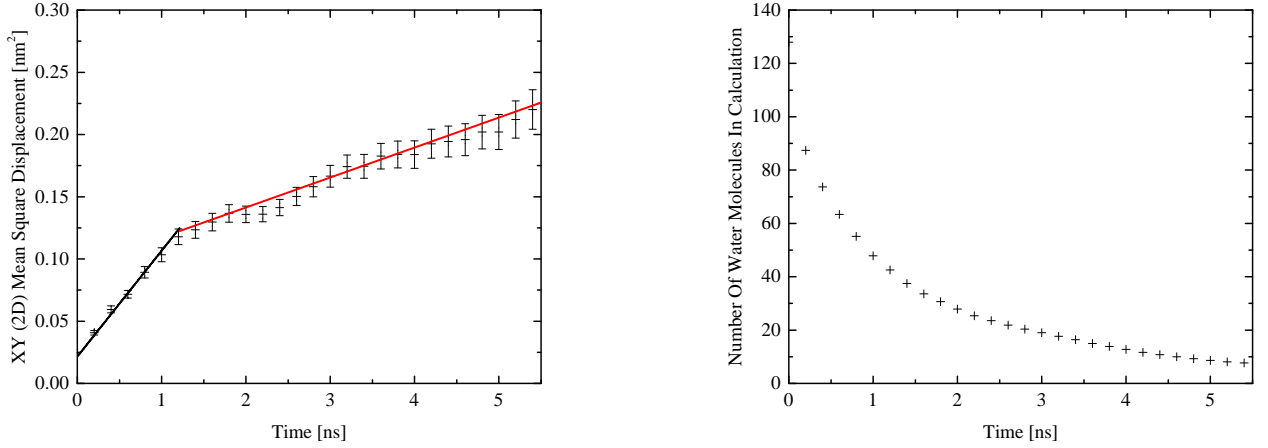 XY (2D) Mean Square Displacement [nm²]
0.30
0.25
0.20
0.15
0.10
0.05
0.00
0 1 2 3 4 5
Time [ns]
Number Of Water Molecules In Calculation
140
120
100
80
60
40
20
0
0 1 2 3 4 5
Time [ns]